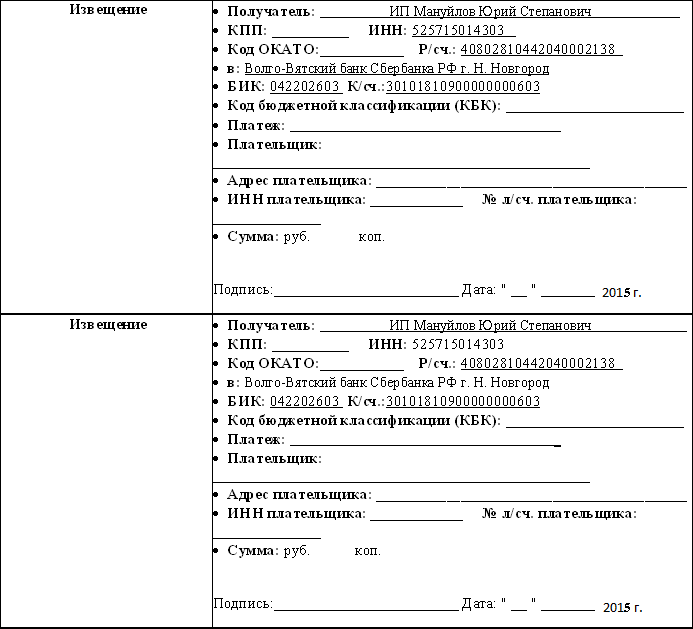 Извещение
Получатель: ИП Мануйлов Юрий Степанович
КПП: ИНН: 525715014303
Код ОКАТО: Р/сч.: 40802810442040002138
в: Волго-Вятский банк Сбербанка РФ г. Н. Новгород
БИК: 042202603 К/сч.:30101810900000000603
Код бюджетной классификации (КБК):
Платеж:
Плательщик:
Адрес плательщика:
ИНН плательщика: № л/сч. плательщика:
Сумма: руб. коп.
Подпись: Дата: " __ " 2015 г.
Извещение
Получатель: ИП Мануйлов Юрий Степанович
КПП: ИНН: 525715014303
Код ОКАТО: Р/сч.: 40802810442040002138
в: Волго-Вятский банк Сбербанка РФ г. Н. Новгород
БИК: 042202603 К/сч.:30101810900000000603
Код бюджетной классификации (КБК):
Платеж:
Плательщик:
Адрес плательщика:
ИНН плательщика: № л/сч. плательщика:
Сумма: руб. коп.
Подпись: Дата: " __ " 2015 г.